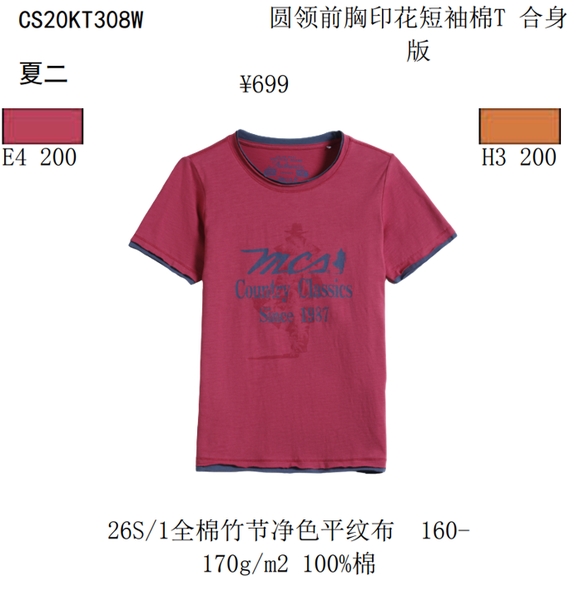 CS20KT308W
圆领前胸印花短袖棉T 合身
版
夏二
¥699
E4 200
H3 200
mcs
Country Classics
Since 1987
26S/1全棉竹节净色平纹布 160-
170g/m2 100%棉